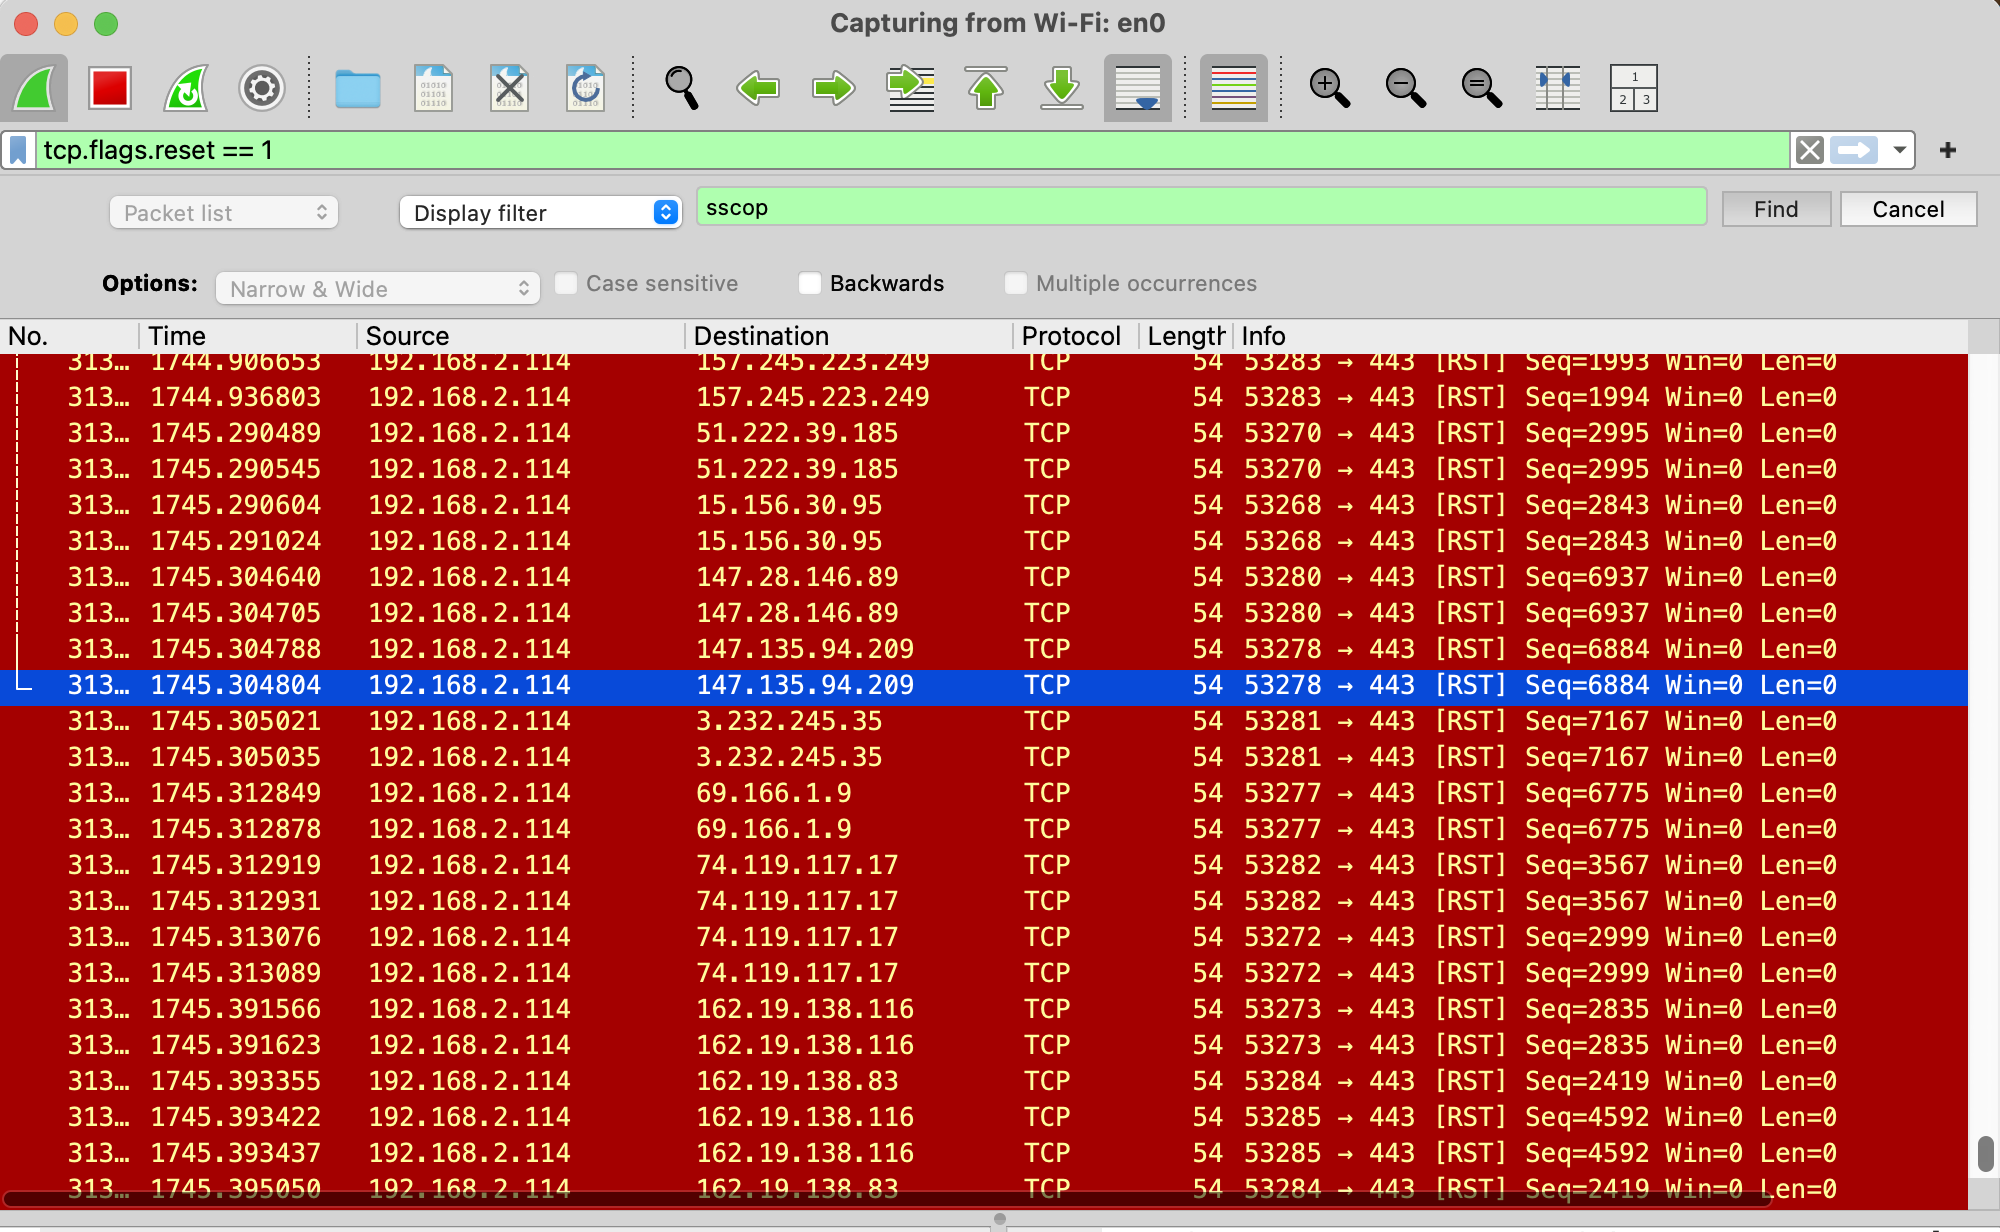 Capturing from Wi-Fi: en0
1
2 3
tcp.flags.reset == 1
Packet list Display filter sscop Find Cancel
Options: Narrow & Wide Case sensitive Backwards Multiple occurrences
No. Time Source Destination Protocol Length Info
313… 1744.906653 192.168.2.114 157.245.223.249 TCP 54 53283 → 443 [RST] Seq=1993 Win=0 Len=0
313… 1744.936803 192.168.2.114 157.245.223.249 TCP 54 53283 → 443 [RST] Seq=1994 Win=0 Len=0
313… 1745.290489 192.168.2.114 51.222.39.185 TCP 54 53270 → 443 [RST] Seq=2995 Win=0 Len=0
313… 1745.290545 192.168.2.114 51.222.39.185 TCP 54 53270 → 443 [RST] Seq=2995 Win=0 Len=0
313… 1745.290604 192.168.2.114 15.156.30.95 TCP 54 53268 → 443 [RST] Seq=2843 Win=0 Len=0
313… 1745.291024 192.168.2.114 15.156.30.95 TCP 54 53268 → 443 [RST] Seq=2843 Win=0 Len=0
313… 1745.304640 192.168.2.114 147.28.146.89 TCP 54 53280 → 443 [RST] Seq=6937 Win=0 Len=0
313… 1745.304705 192.168.2.114 147.28.146.89 TCP 54 53280 → 443 [RST] Seq=6937 Win=0 Len=0
313… 1745.304788 192.168.2.114 147.135.94.209 TCP 54 53278 → 443 [RST] Seq=6884 Win=0 Len=0
313… 1745.304804 192.168.2.114 147.135.94.209 TCP 54 53278 → 443 [RST] Seq=6884 Win=0 Len=0
313… 1745.305021 192.168.2.114 3.232.245.35 TCP 54 53281 → 443 [RST] Seq=7167 Win=0 Len=0
313… 1745.305035 192.168.2.114 3.232.245.35 TCP 54 53281 → 443 [RST] Seq=7167 Win=0 Len=0
313… 1745.312849 192.168.2.114 69.166.1.9 TCP 54 53277 → 443 [RST] Seq=6775 Win=0 Len=0
313… 1745.312878 192.168.2.114 69.166.1.9 TCP 54 53277 → 443 [RST] Seq=6775 Win=0 Len=0
313… 1745.312919 192.168.2.114 74.119.117.17 TCP 54 53282 → 443 [RST] Seq=3567 Win=0 Len=0
313… 1745.312931 192.168.2.114 74.119.117.17 TCP 54 53282 → 443 [RST] Seq=3567 Win=0 Len=0
313… 1745.313076 192.168.2.114 74.119.117.17 TCP 54 53272 → 443 [RST] Seq=2999 Win=0 Len=0
313… 1745.313089 192.168.2.114 74.119.117.17 TCP 54 53272 → 443 [RST] Seq=2999 Win=0 Len=0
313… 1745.391566 192.168.2.114 162.19.138.116 TCP 54 53273 → 443 [RST] Seq=2835 Win=0 Len=0
313… 1745.391623 192.168.2.114 162.19.138.116 TCP 54 53273 → 443 [RST] Seq=2835 Win=0 Len=0
313… 1745.393355 192.168.2.114 162.19.138.83 TCP 54 53284 → 443 [RST] Seq=2419 Win=0 Len=0
313… 1745.393422 192.168.2.114 162.19.138.116 TCP 54 53285 → 443 [RST] Seq=4592 Win=0 Len=0
313… 1745.393437 192.168.2.114 162.19.138.116 TCP 54 53285 → 443 [RST] Seq=4592 Win=0 Len=0
313… 1745.395050 192.168.2.114 162.19.138.83 TCP 54 53284 → 443 [RST] Seq=2419 Win=0 Len=0